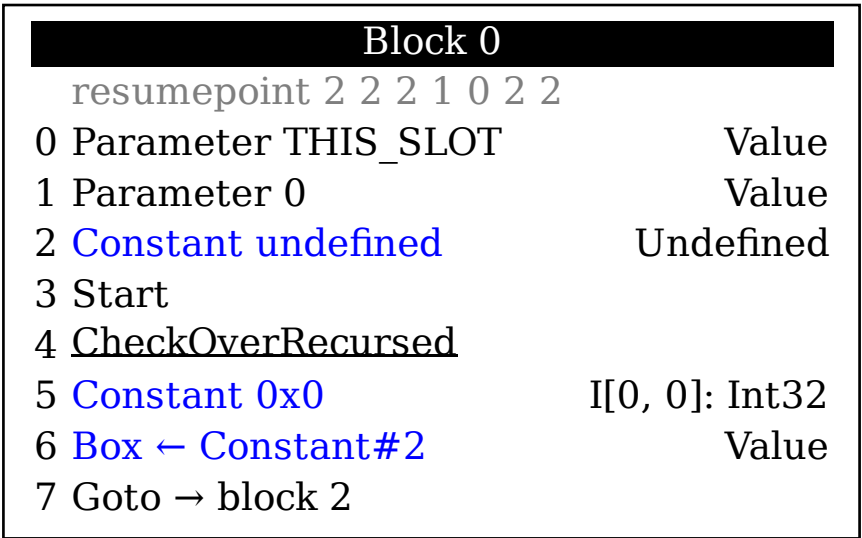 Block 0
resumepoint 2 2 2 1 0 2 2
0 Parameter THIS_SLOT Value
1 Parameter 0 Value
2 Constant undefined Undefined
3 Start
4 CheckOverRecursed
5 Constant 0x0 I[0, 0]: Int32
6 Box ← Constant#2 Value
7 Goto → block 2